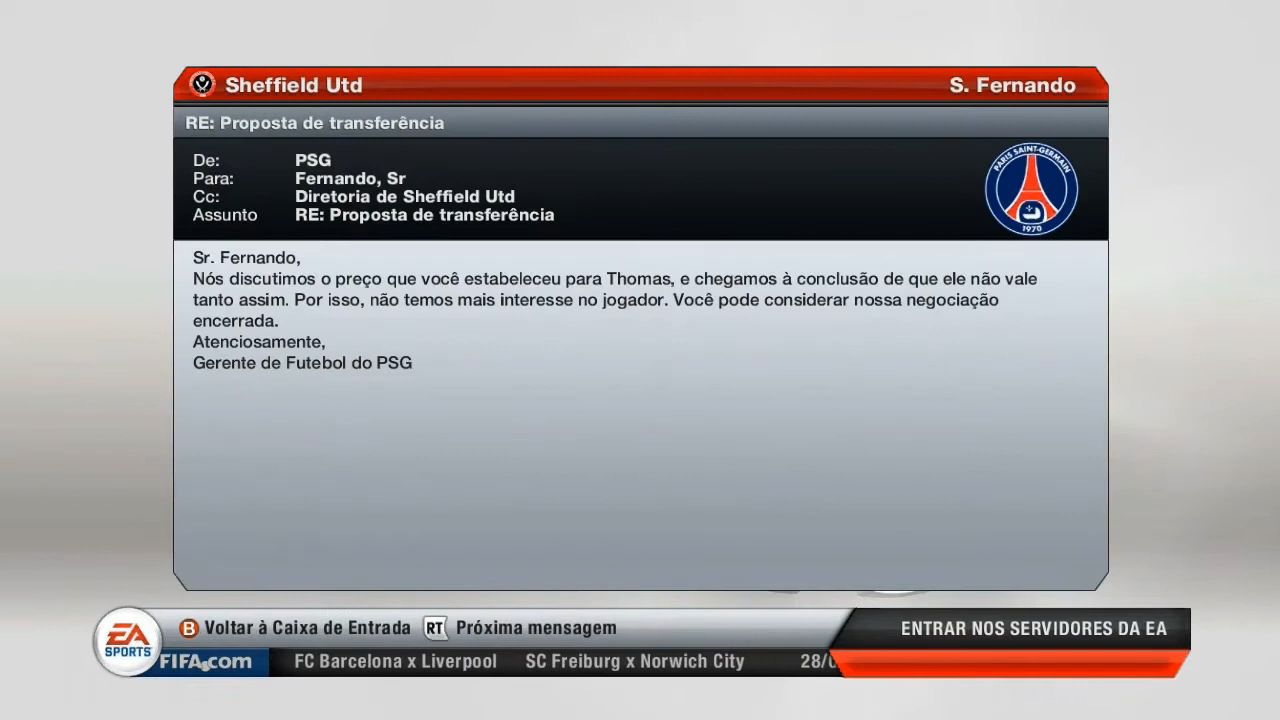 Sheffield Utd
S. Fernando
RE: Proposta de transferência
De: PSG
Para: Fernando, Sr
Cc: Diretoria de Sheffield Utd
Assunto RE: Proposta de transferência
PARIS SAINT-GERMAIN
1970
Sr. Fernando,
Nós discutimos o preço que você estabeleceu para Thomas, e chegamos à conclusão de que ele não vale
tanto assim. Por isso, não temos mais interesse no jogador. Você pode considerar nossa negociação
encerrada.
Atenciosamente,
Gerente de Futebol do PSG
EA
SPORTS
B Voltar à Caixa de Entrada RT Próxima mensagem
ENTRAR NOS SERVIDORES DA EA
FIFA.com FC Barcelona x Liverpool SC Freiburg x Norwich City 28/